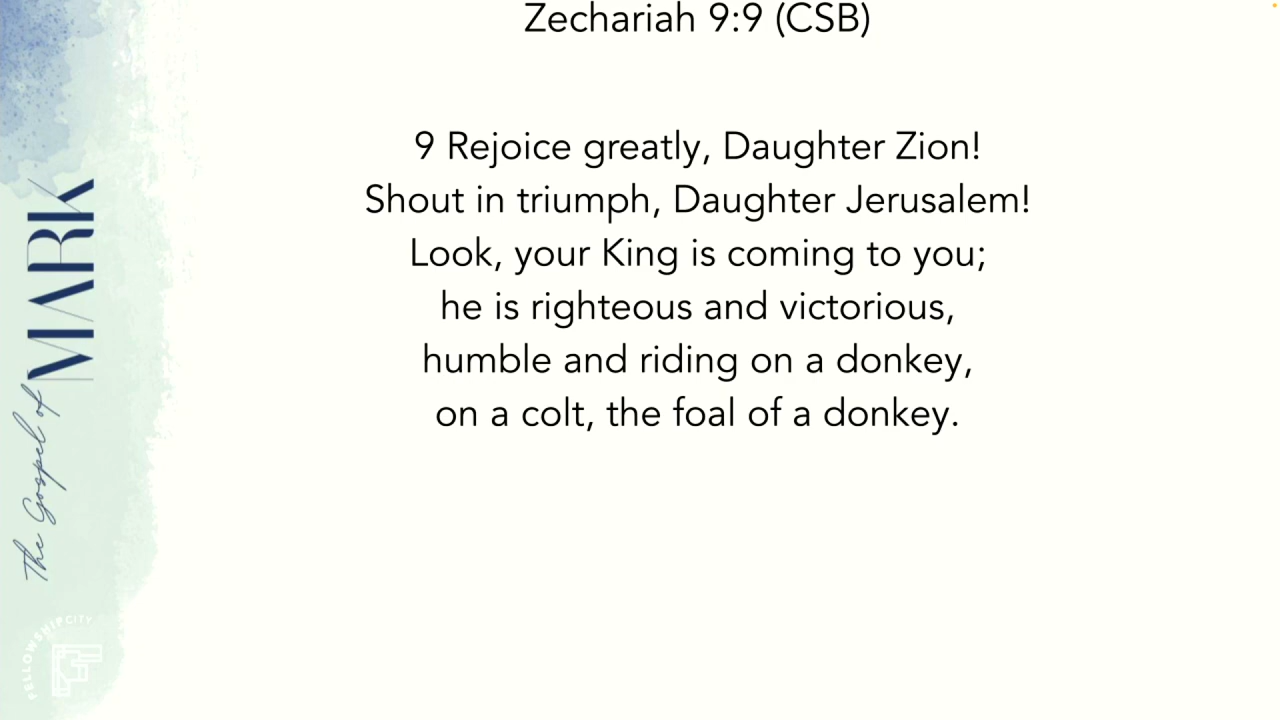 Zechariah 9:9 (CSB)
9 Rejoice greatly, Daughter Zion!
Shout in triumph, Daughter Jerusalem!
Look, your King is coming to you;
he is righteous and victorious,
humble and riding on a donkey,
on a colt, the foal of a donkey.
The Gospel of
MARK
FELLOWSHIP CITY